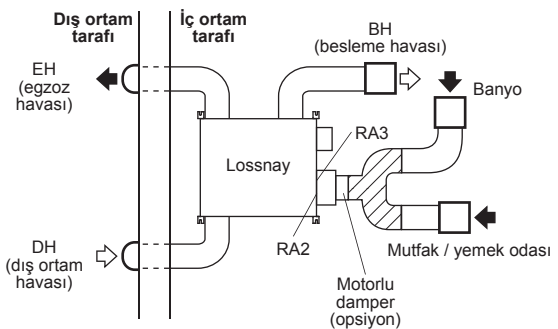 Dış ortam
tarafı
İç ortam
tarafı
BH
(besleme havası)
EH
(egzoz
havası)
Banyo
RA3
Lossnay
RA2
Mutfak / yemek odası
DH
(dış ortam
havası)
Motorlu
damper
(opsiyon)